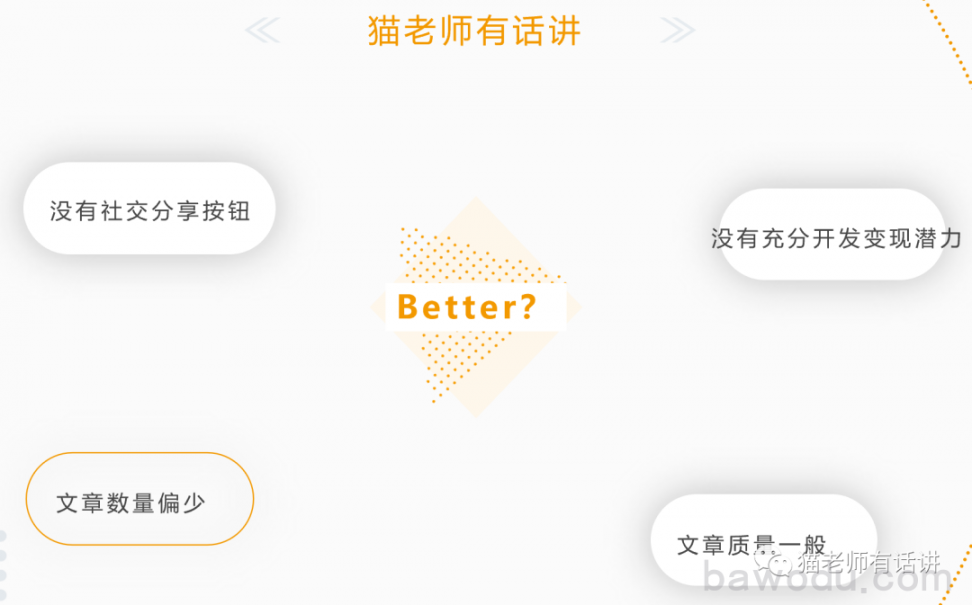 猫老师有话讲
没有社交分享按钮
没有充分开发变现潜力
Better?
文章数量偏少
文章质量一般
猫老师有话讲
bawodu.com